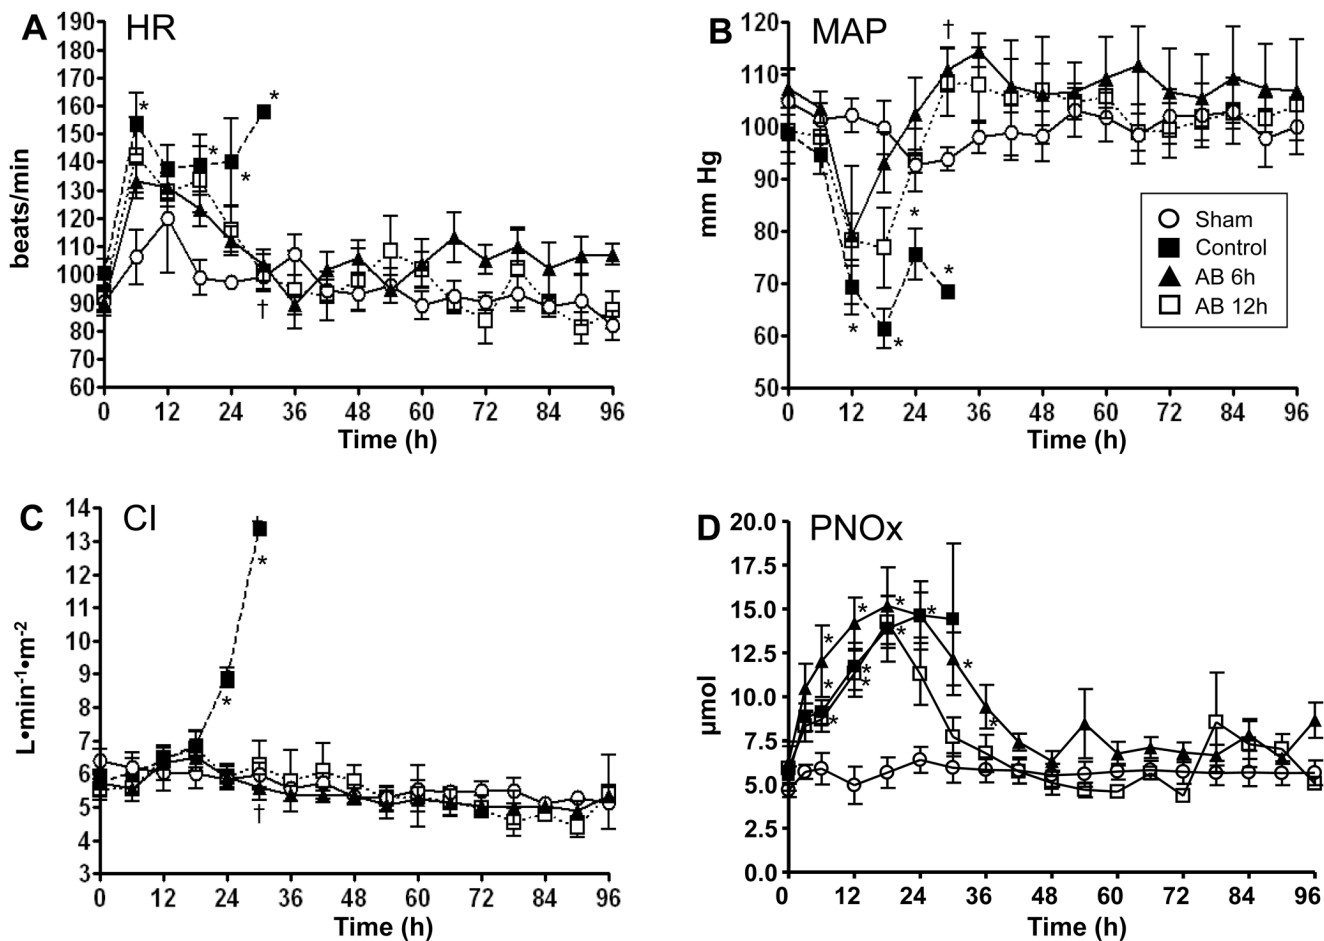 A HR
190
180
170
160
150
140
130
120
110
100
90
80
70
60
beats/min
* * * * †
0 12 24 36 48 60 72 84 96
Time (h)
B MAP
120
110
100
90
80
70
60
50
mm Hg
† * * * *
Sham
Control
AB 6h
AB 12h
0 12 24 36 48 60 72 84 96
Time (h)
C CI
14
13
12
11
10
9
8
7
6
5
4
3
L•min⁻¹•m⁻²
* * †
0 12 24 36 48 60 72 84 96
Time (h)
D PNOx
20.0
17.5
15.0
12.5
10.0
7.5
5.0
2.5
0.0
µmol
* * * * * * * * * * *
0 12 24 36 48 60 72 84 96
Time (h)